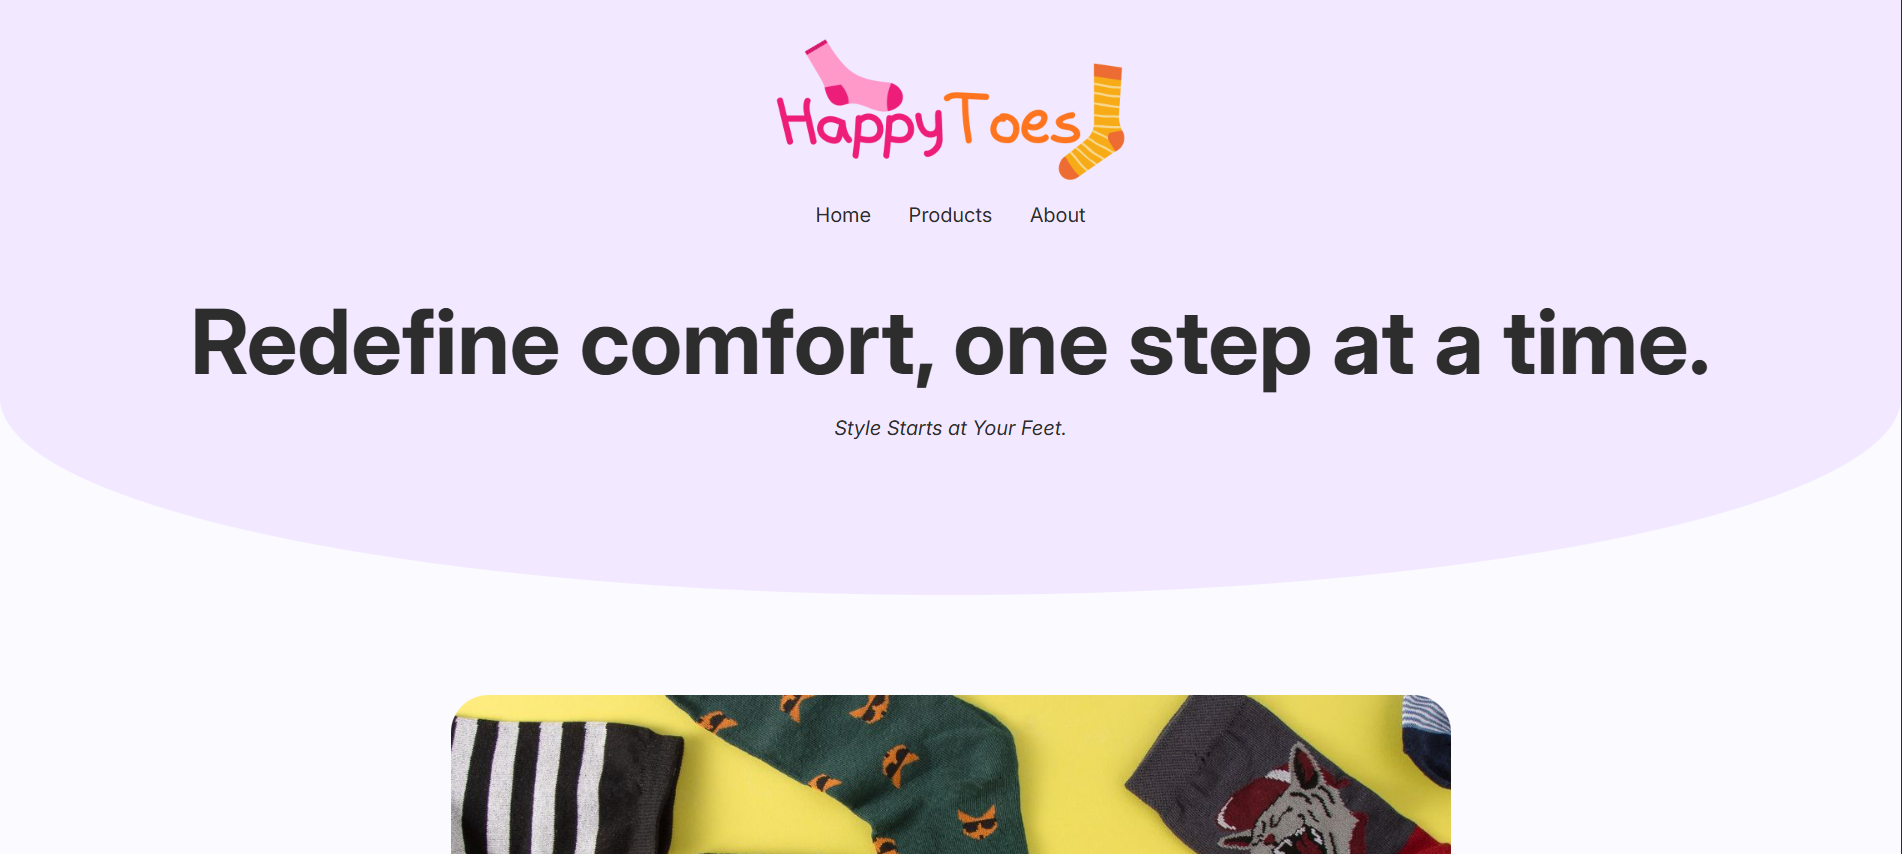 HappyToes
Home Products About
Redefine comfort, one step at a time.
Style Starts at Your Feet.